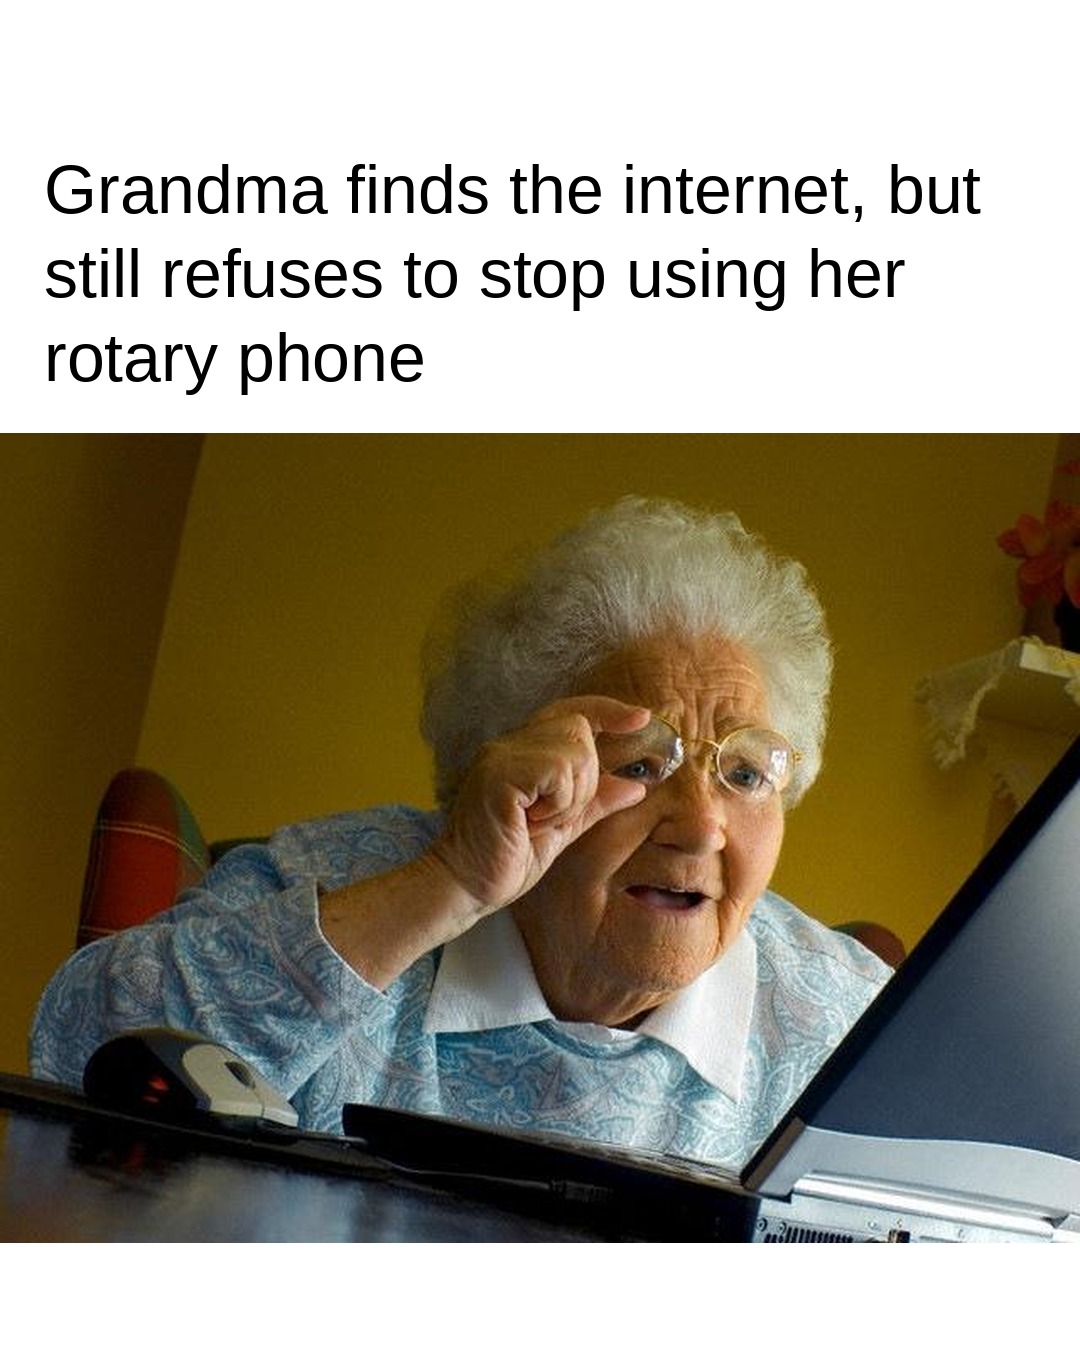 Grandma finds the internet, but
still refuses to stop using her
rotary phone